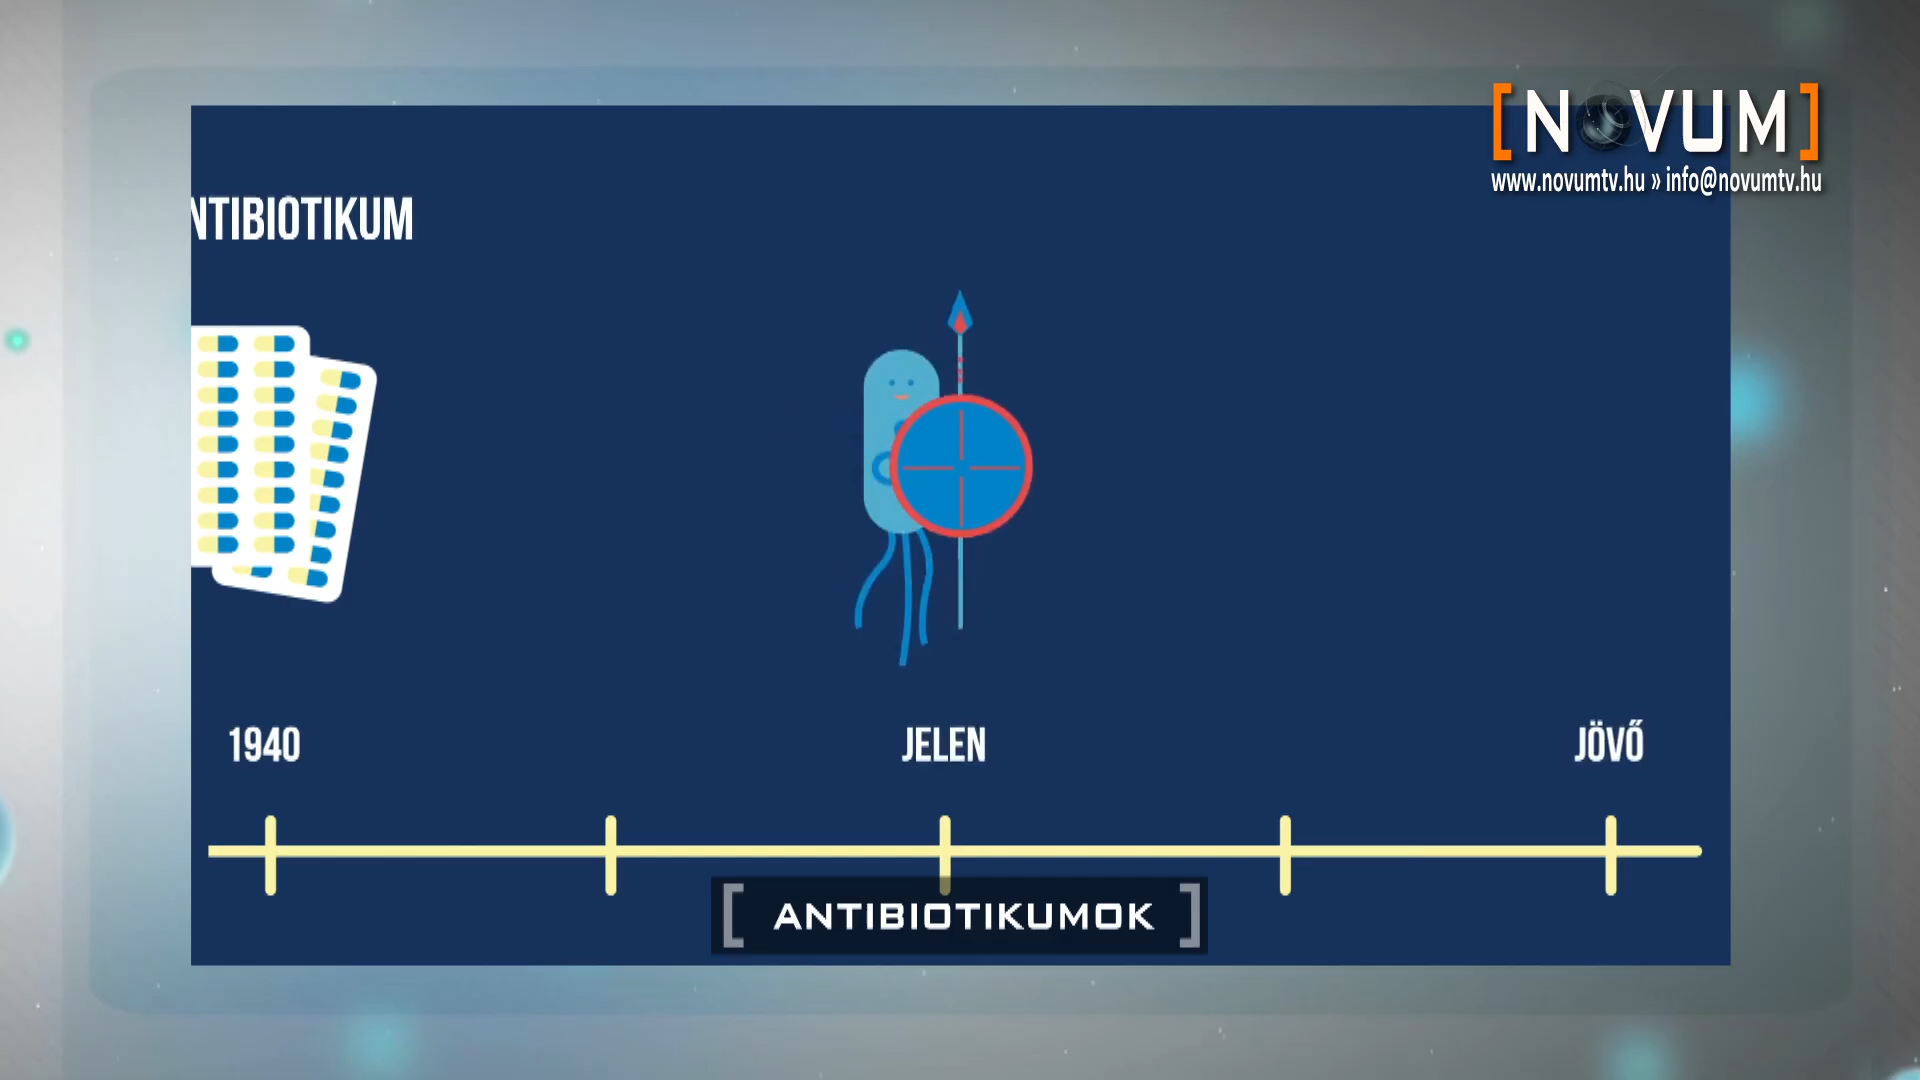 [NOVUM]
www.novumtv.hu » info@novumtv.hu
NTIBIOTIKUM
1940
JELEN
JÖVŐ
[ANTIBIOTIKUMOK]